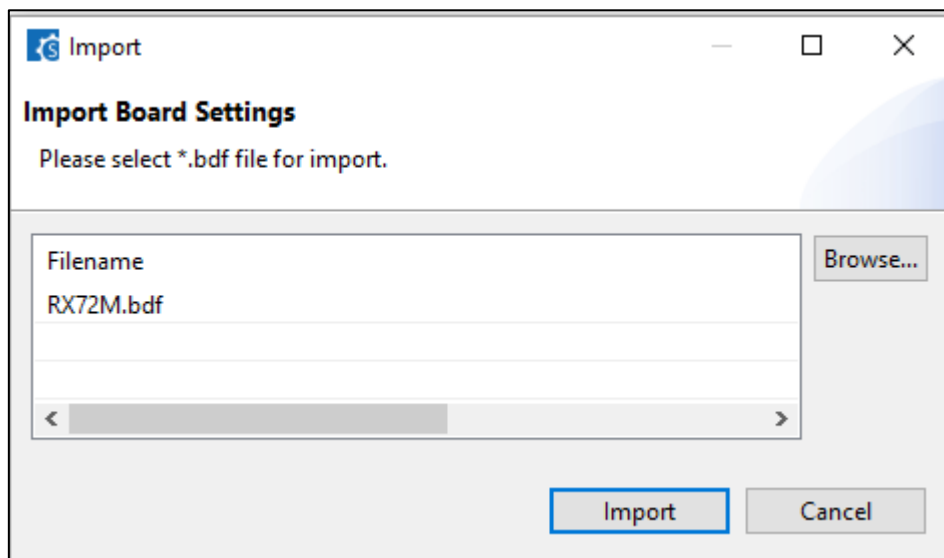 Import
Import Board Settings
Please select *.bdf file for import.
Filename
Browse...
RX72M.bdf
Import
Cancel